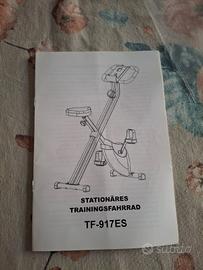 STATIONÄRES
TRAININGSFAHRRAD
TF-917ES
subito